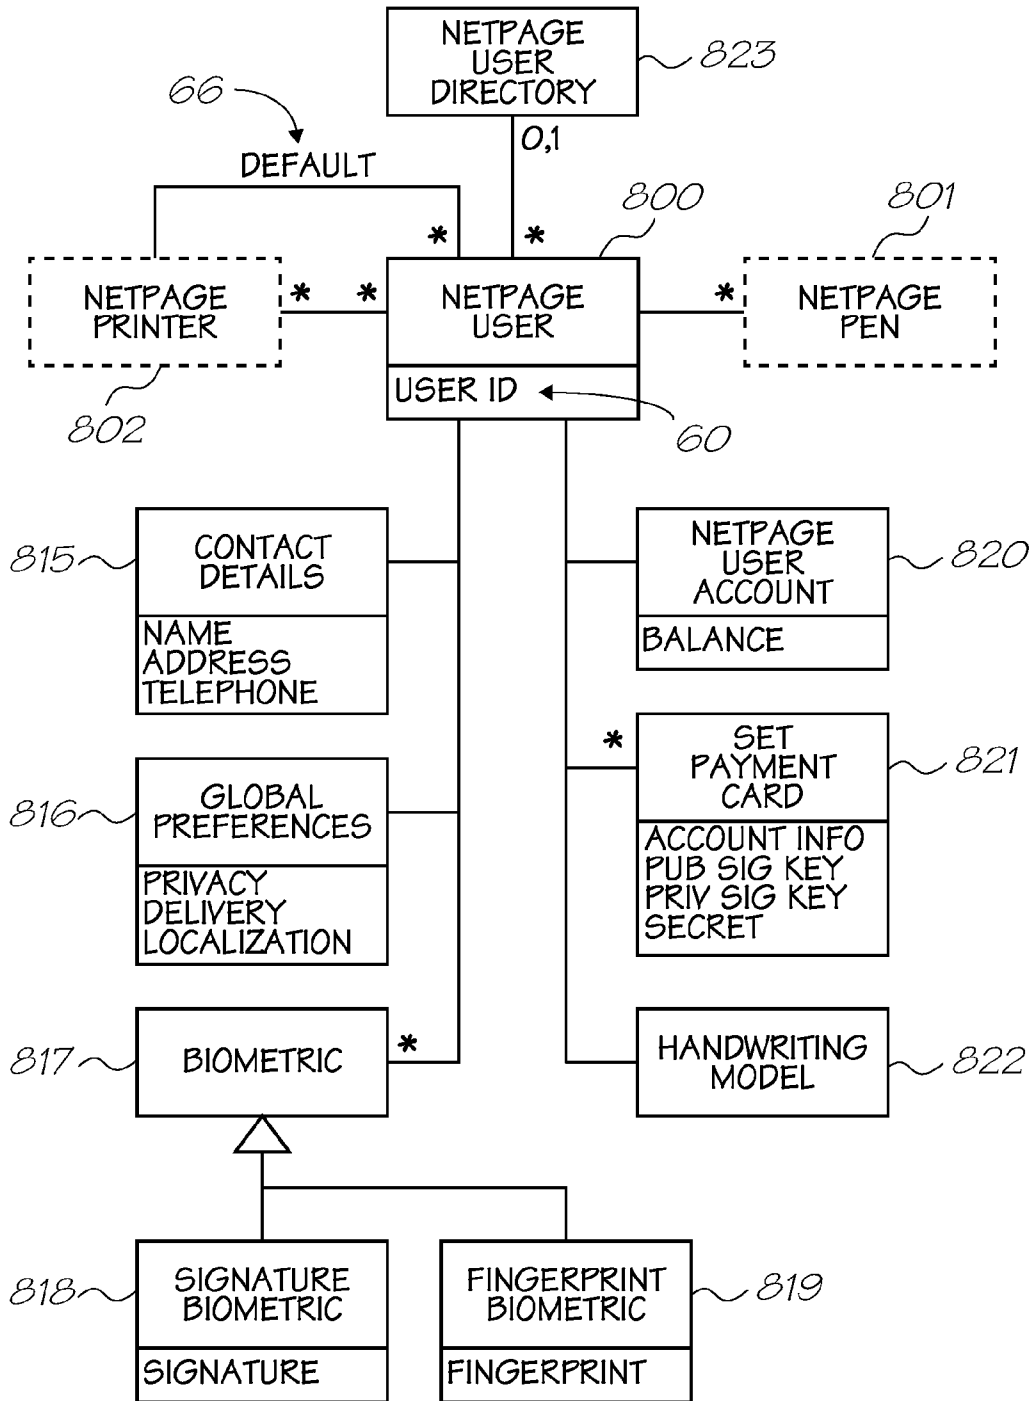 NETPAGE
USER
DIRECTORY
823
66
0,1
DEFAULT
800
801
*
*
NETPAGE
PRINTER
*
*
NETPAGE
USER
*
NETPAGE
PEN
USER ID
802
60
815
CONTACT
DETAILS
NAME
ADDRESS
TELEPHONE
NETPAGE
USER
ACCOUNT
820
BALANCE
816
GLOBAL
PREFERENCES
PRIVACY
DELIVERY
LOCALIZATION
*
SET
PAYMENT
CARD
821
ACCOUNT INFO
PUB SIG KEY
PRIV SIG KEY
SECRET
817
BIOMETRIC
*
HANDWRITING
MODEL
822
818
SIGNATURE
BIOMETRIC
SIGNATURE
FINGERPRINT
BIOMETRIC
819
FINGERPRINT